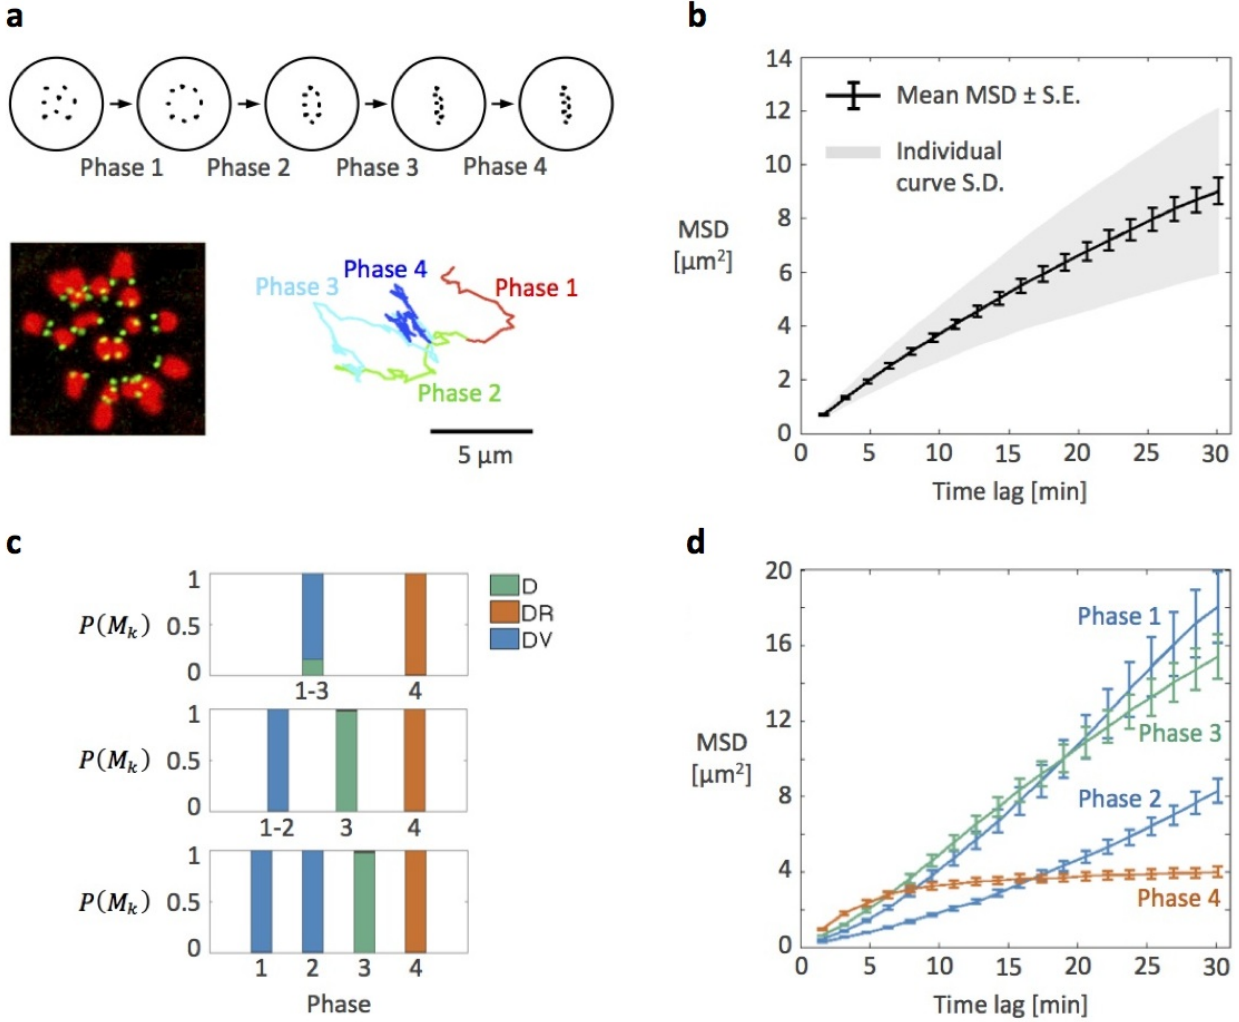 a
Phase 1
Phase 2
Phase 3
Phase 4
Phase 4
Phase 3
Phase 1
Phase 2
5 µm
b
14
12
10
8
6
4
2
0
MSD
[µm²]
Mean MSD ± S.E.
Individual
curve S.D.
0 5 10 15 20 25 30
Time lag [min]
c
1
P(Mₖ) 0.5
0
1-3 4
D
DR
DV
1
P(Mₖ) 0.5
0
1-2 3 4
1
P(Mₖ) 0.5
0
1 2 3 4
Phase
d
20
16
12
8
4
0
MSD
[µm²]
Phase 1
Phase 3
Phase 2
Phase 4
0 5 10 15 20 25 30
Time lag [min]